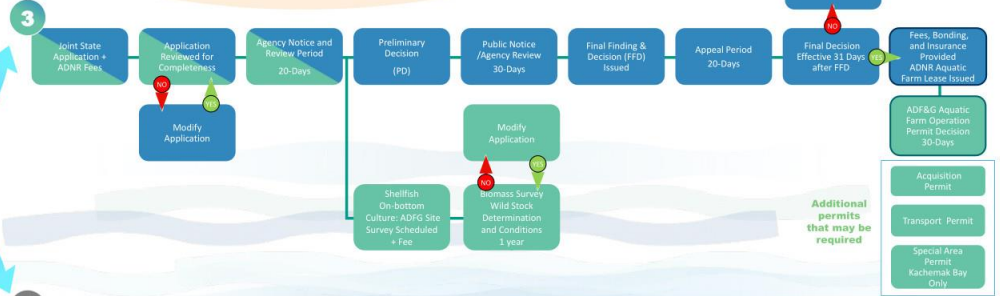 3
NO
Joint State
Application +
ADNR Fees
Application
Reviewed for
Completeness
Agency Notice and
Review Period
20-Days
Preliminary
Decision
(PD)
Public Notice
/Agency Review
30-Days
Final Finding &
Decision (FFD)
Issued
Appeal Period
20-Days
Final Decision
Effective 31 Days
after FFD
YES
Fees, Bonding,
and Insurance
Provided
ADNR Aquatic
Farm Lease Issued
NO
YES
Modify
Application
Modify
Application
ADF&G Aquatic
Farm Operation
Permit Decision
30-Days
NO
YES
Shellfish
On-bottom
Culture: ADFG Site
Survey Scheduled
+ Fee
Biomass Survey
Wild Stock
Determination
and Conditions
1 year
Additional
permits
that may be
required
Acquisition
Permit
Transport Permit
Special Area
Permit
Kachemak Bay
Only